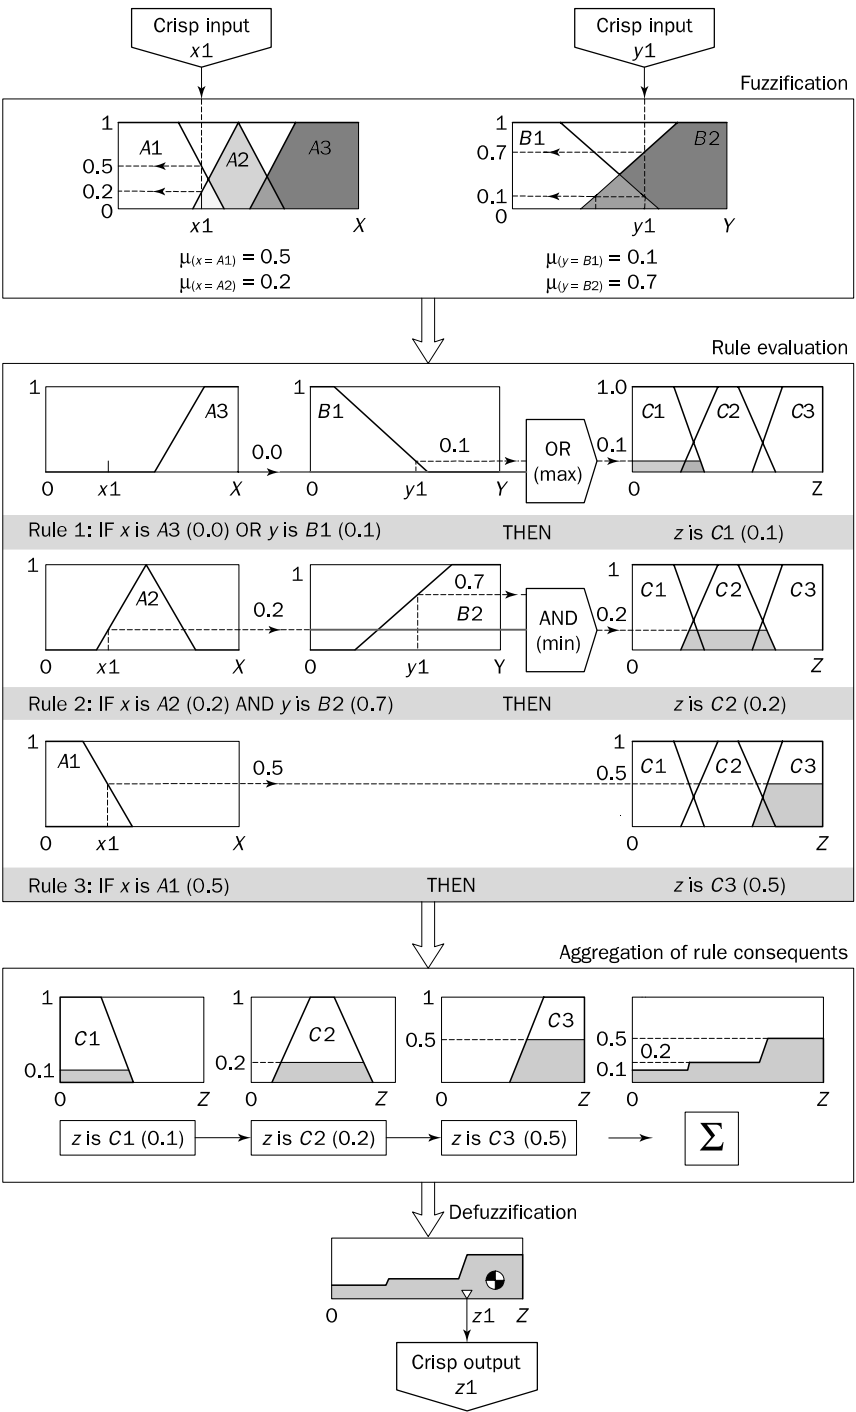 Crisp input
x1
Crisp input
y1
Fuzzification
1
A1
A2
A3
0.5
0.2
0
x1
X
1
B1
B2
0.7
0.1
0
y1
Y
μ(x = A1) = 0.5
μ(x = A2) = 0.2
μ(y = B1) = 0.1
μ(y = B2) = 0.7
Rule evaluation
1
A3
0
x1
X
0.0
1
B1
0
y1
Y
0.1
OR
(max)
0.1
1.0
C1
C2
C3
0
Z
Rule 1: IF x is A3 (0.0) OR y is B1 (0.1)
THEN
z is C1 (0.1)
1
A2
0
x1
X
0.2
1
B2
0
y1
Y
0.7
AND
(min)
0.2
1
C1
C2
C3
0
Z
Rule 2: IF x is A2 (0.2) AND y is B2 (0.7)
THEN
z is C2 (0.2)
1
A1
0
x1
X
0.5
1
0.5
C1
C2
C3
0
Z
Rule 3: IF x is A1 (0.5)
THEN
z is C3 (0.5)
Aggregation of rule consequents
1
C1
0.1
0
Z
1
C2
0.2
0
Z
1
C3
0.5
0
Z
0.5
0.2
0.1
0
Z
z is C1 (0.1)
z is C2 (0.2)
z is C3 (0.5)
Σ
Defuzzification
0
z1
Z
Crisp output
z1